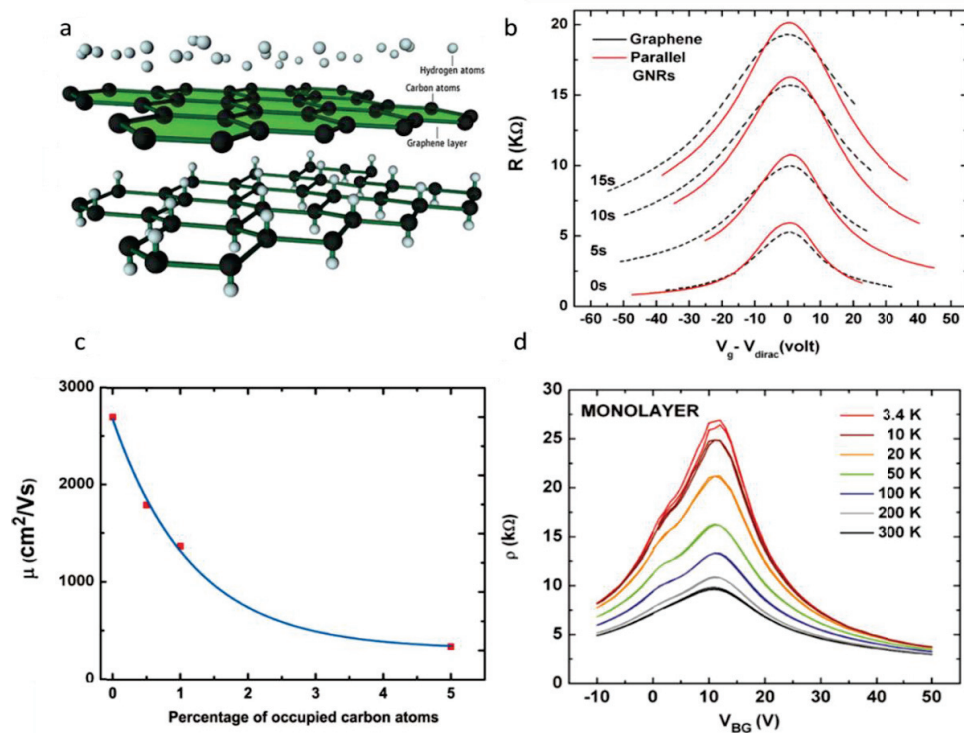 a
Hydrogen atoms
Carbon atoms
Graphene layer
b
20
15
10
5
0
R (KΩ)
Graphene
Parallel
GNRs
15s
10s
5s
0s
-60 -50 -40 -30 -20 -10 0 10 20 30 40 50
Vg - Vdirac(volt)
c
3000
2000
1000
0
μ (cm²/Vs)
0 1 2 3 4 5
Percentage of occupied carbon atoms
d
30
25
20
15
10
5
0
ρ (kΩ)
MONOLAYER
3.4 K
10 K
20 K
50 K
100 K
200 K
300 K
-10 0 10 20 30 40 50
VBG (V)